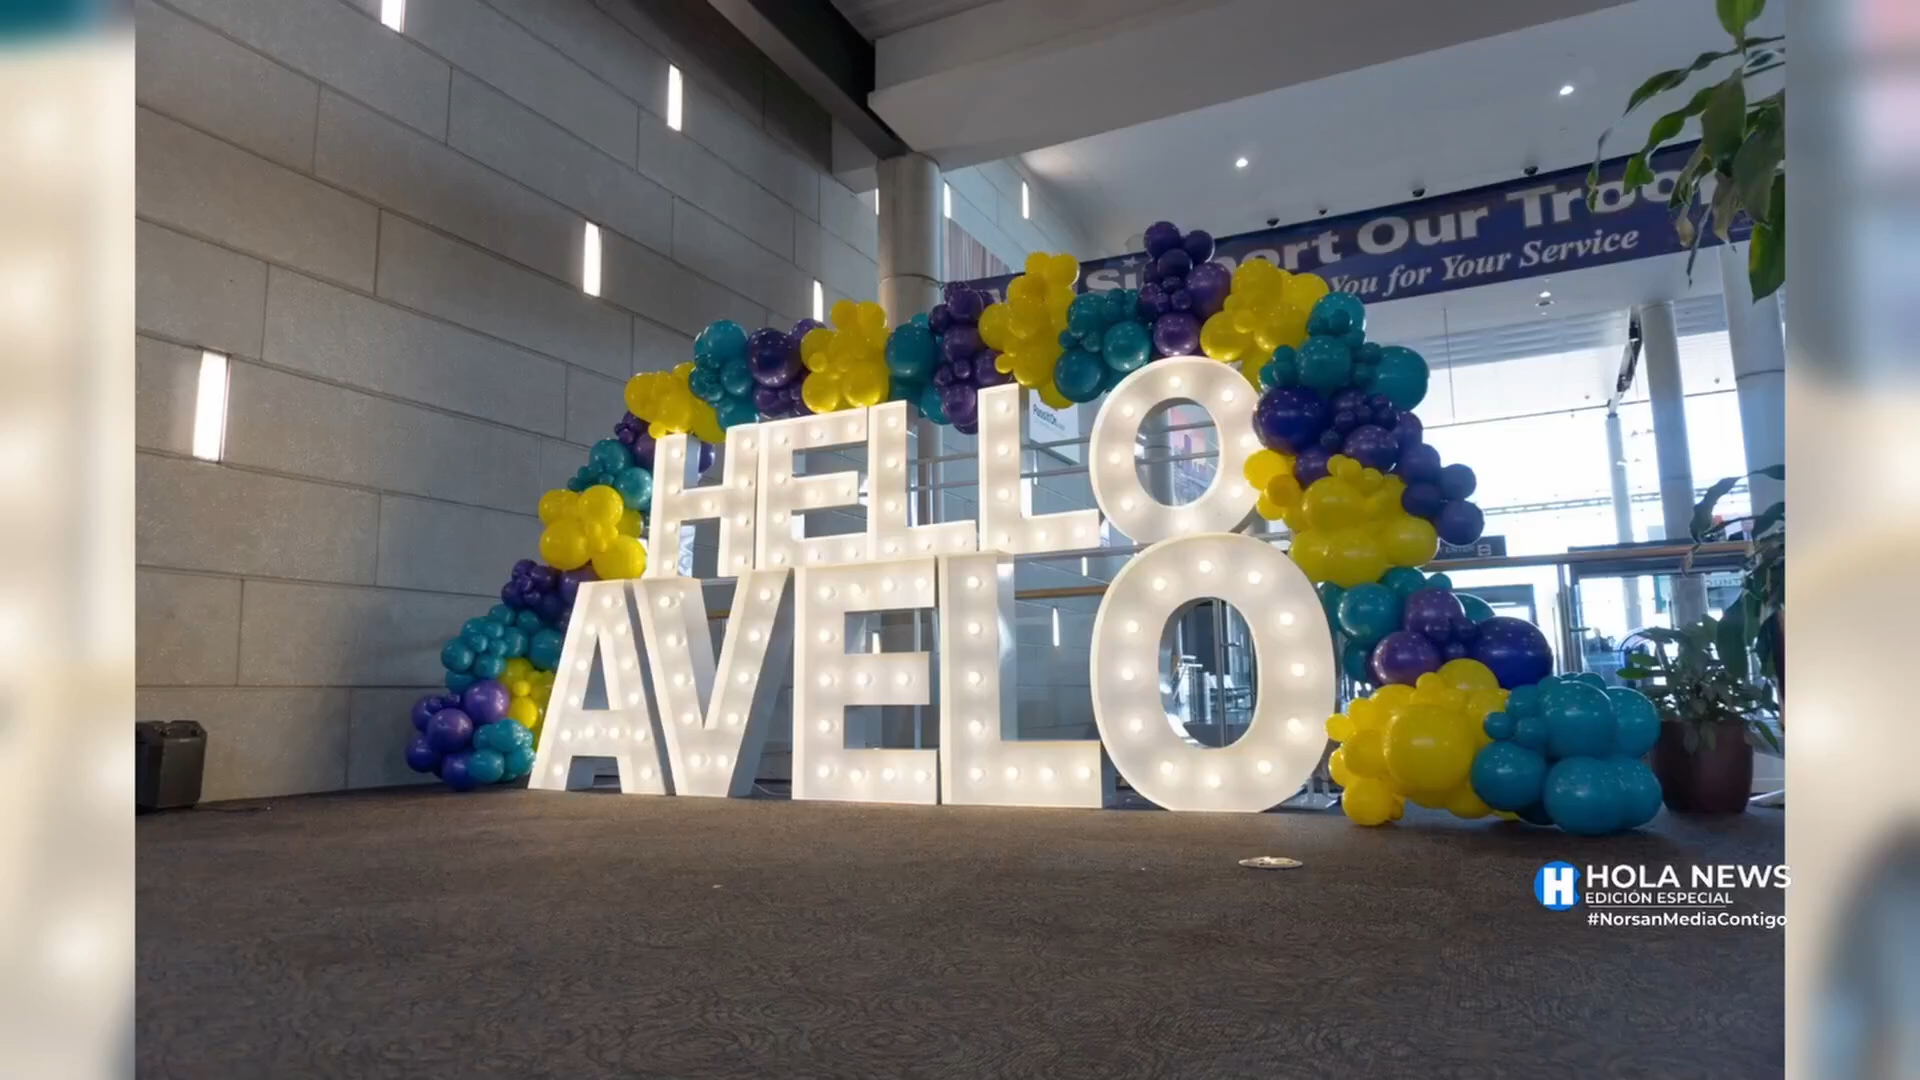 Support Our Troo
You for Your Service
HELLO
AVELO
HOLA NEWS
EDICIÓN ESPECIAL
#NorsanMediaContigo